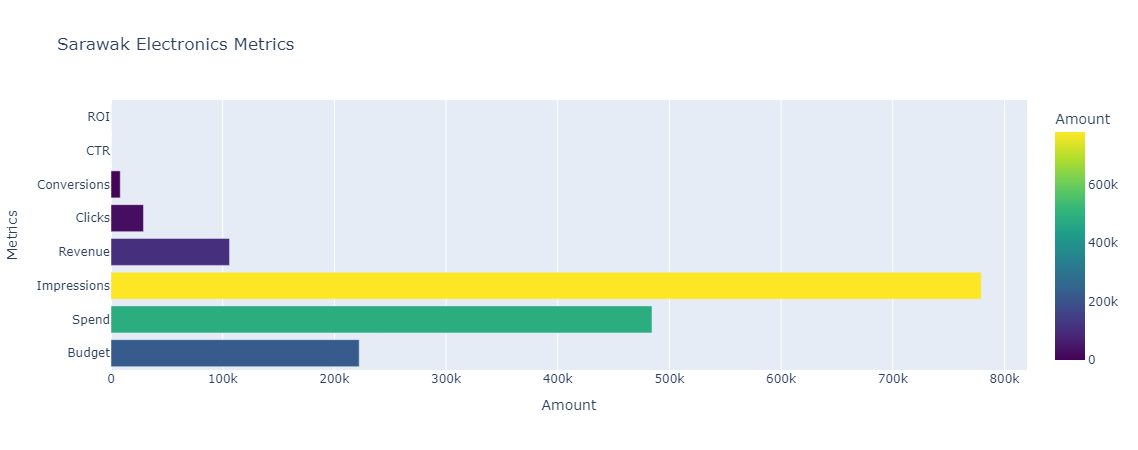 Sarawak Electronics Metrics
Metrics
ROI
CTR
Conversions
Clicks
Revenue
Impressions
Spend
Budget
0 100k 200k 300k 400k 500k 600k 700k 800k
Amount
Amount
600k
400k
200k
0